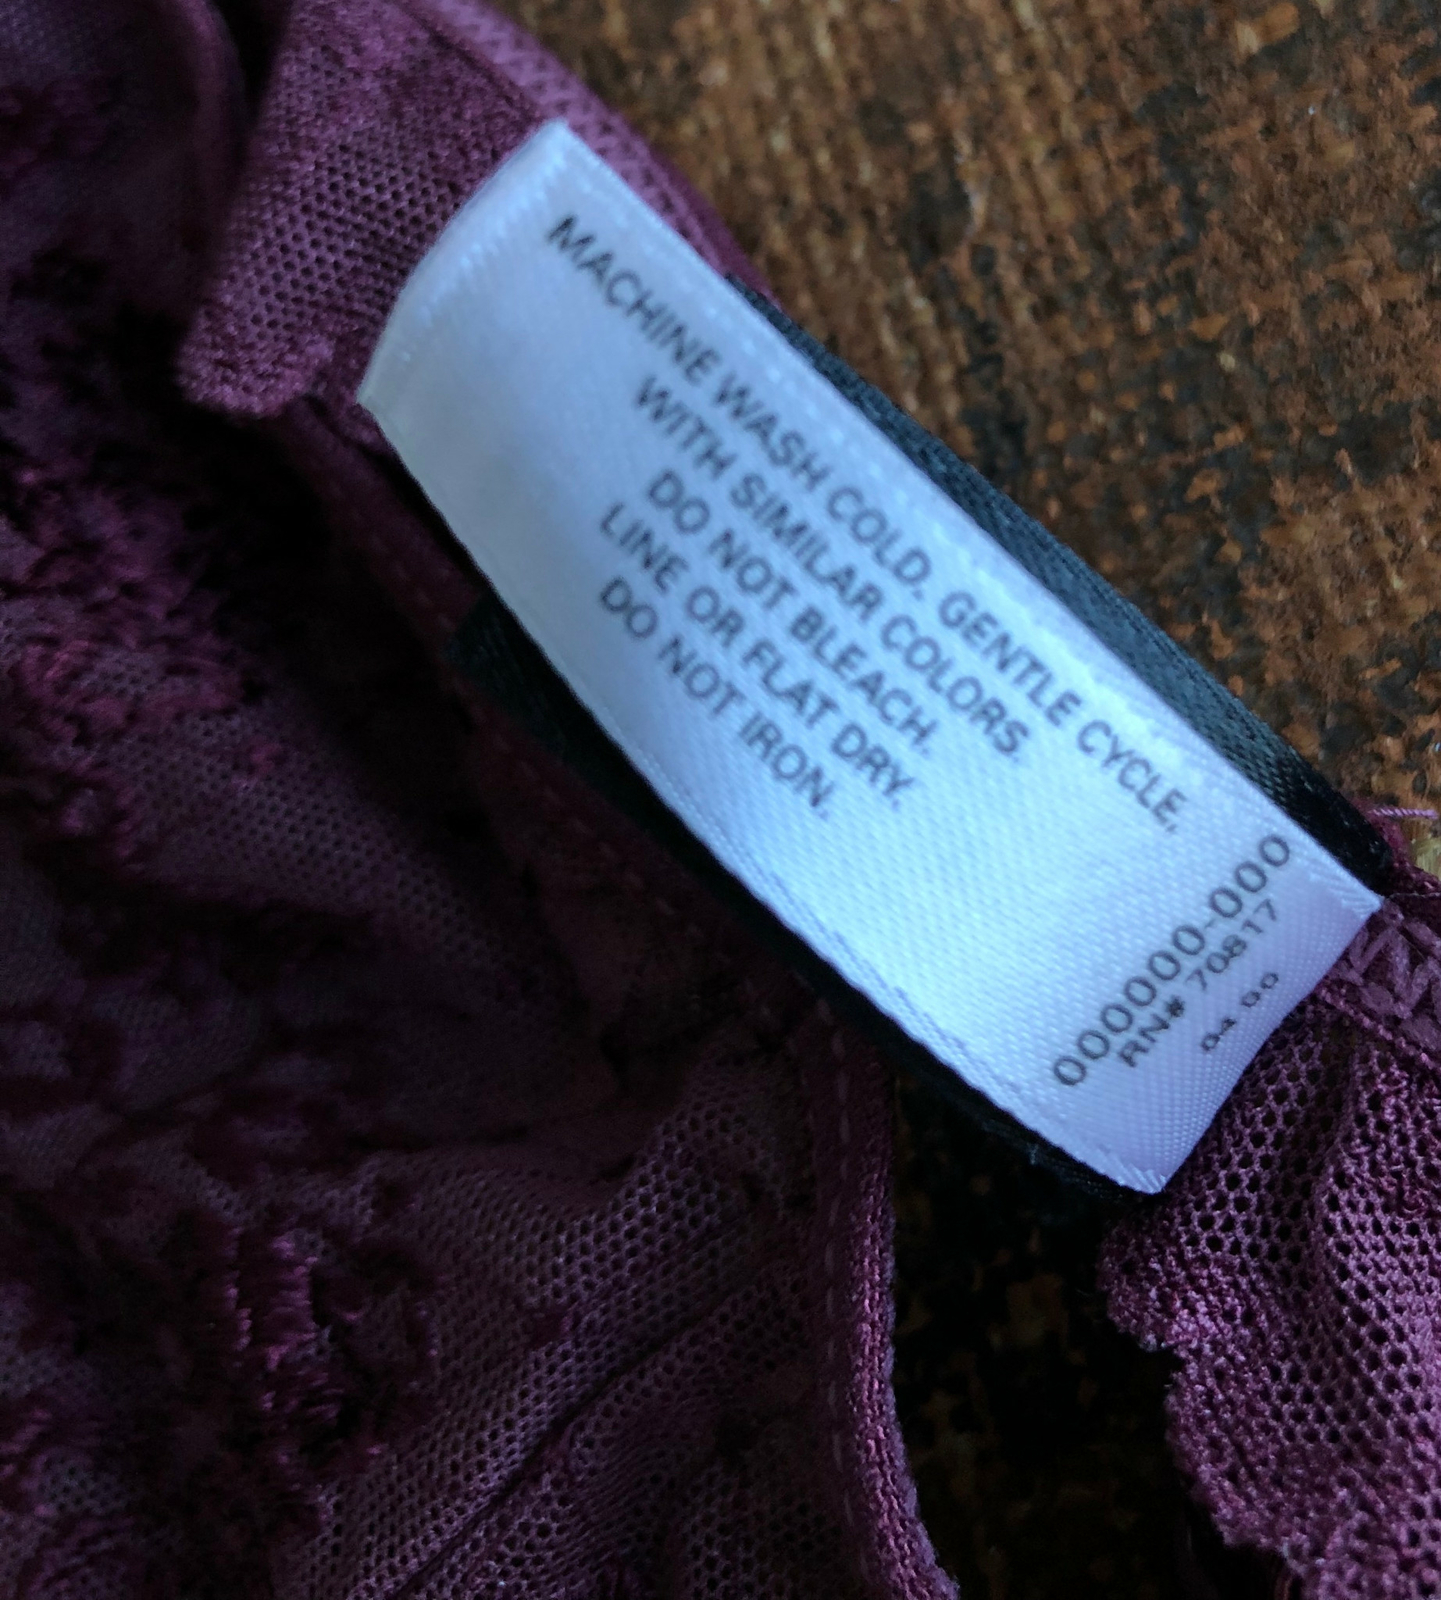 MACHINE WASH COLD. GENTLE CYCLE,
WITH SIMILAR COLORS.
DO NOT BLEACH.
LINE OR FLAT DRY.
DO NOT IRON.
000000-000
RN# 70817